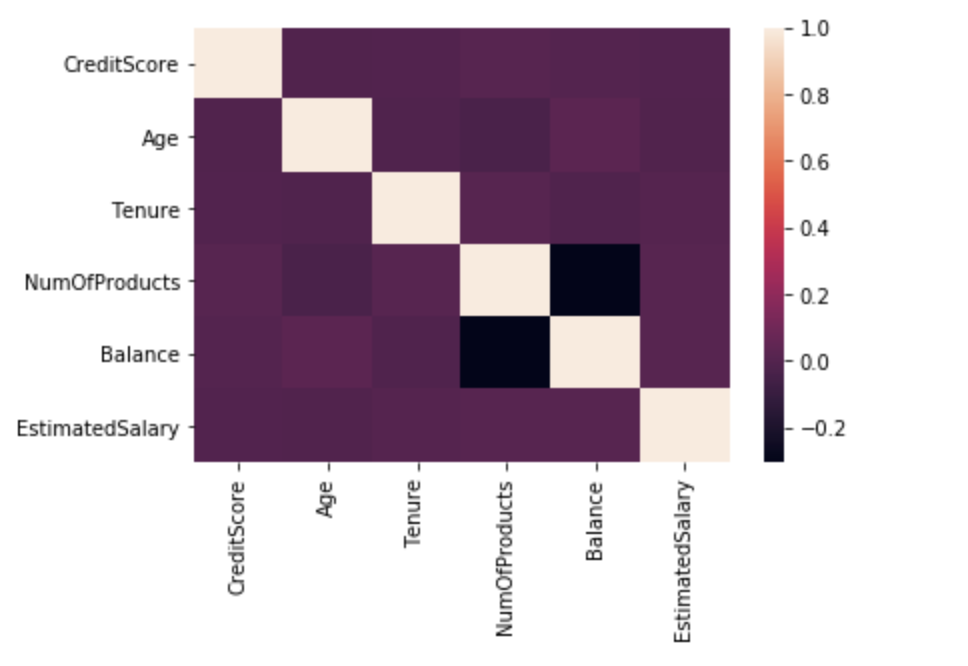 CreditScore
Age
Tenure
NumOfProducts
Balance
EstimatedSalary
CreditScore
Age
Tenure
NumOfProducts
Balance
EstimatedSalary
1.0
0.8
0.6
0.4
0.2
0.0
−0.2